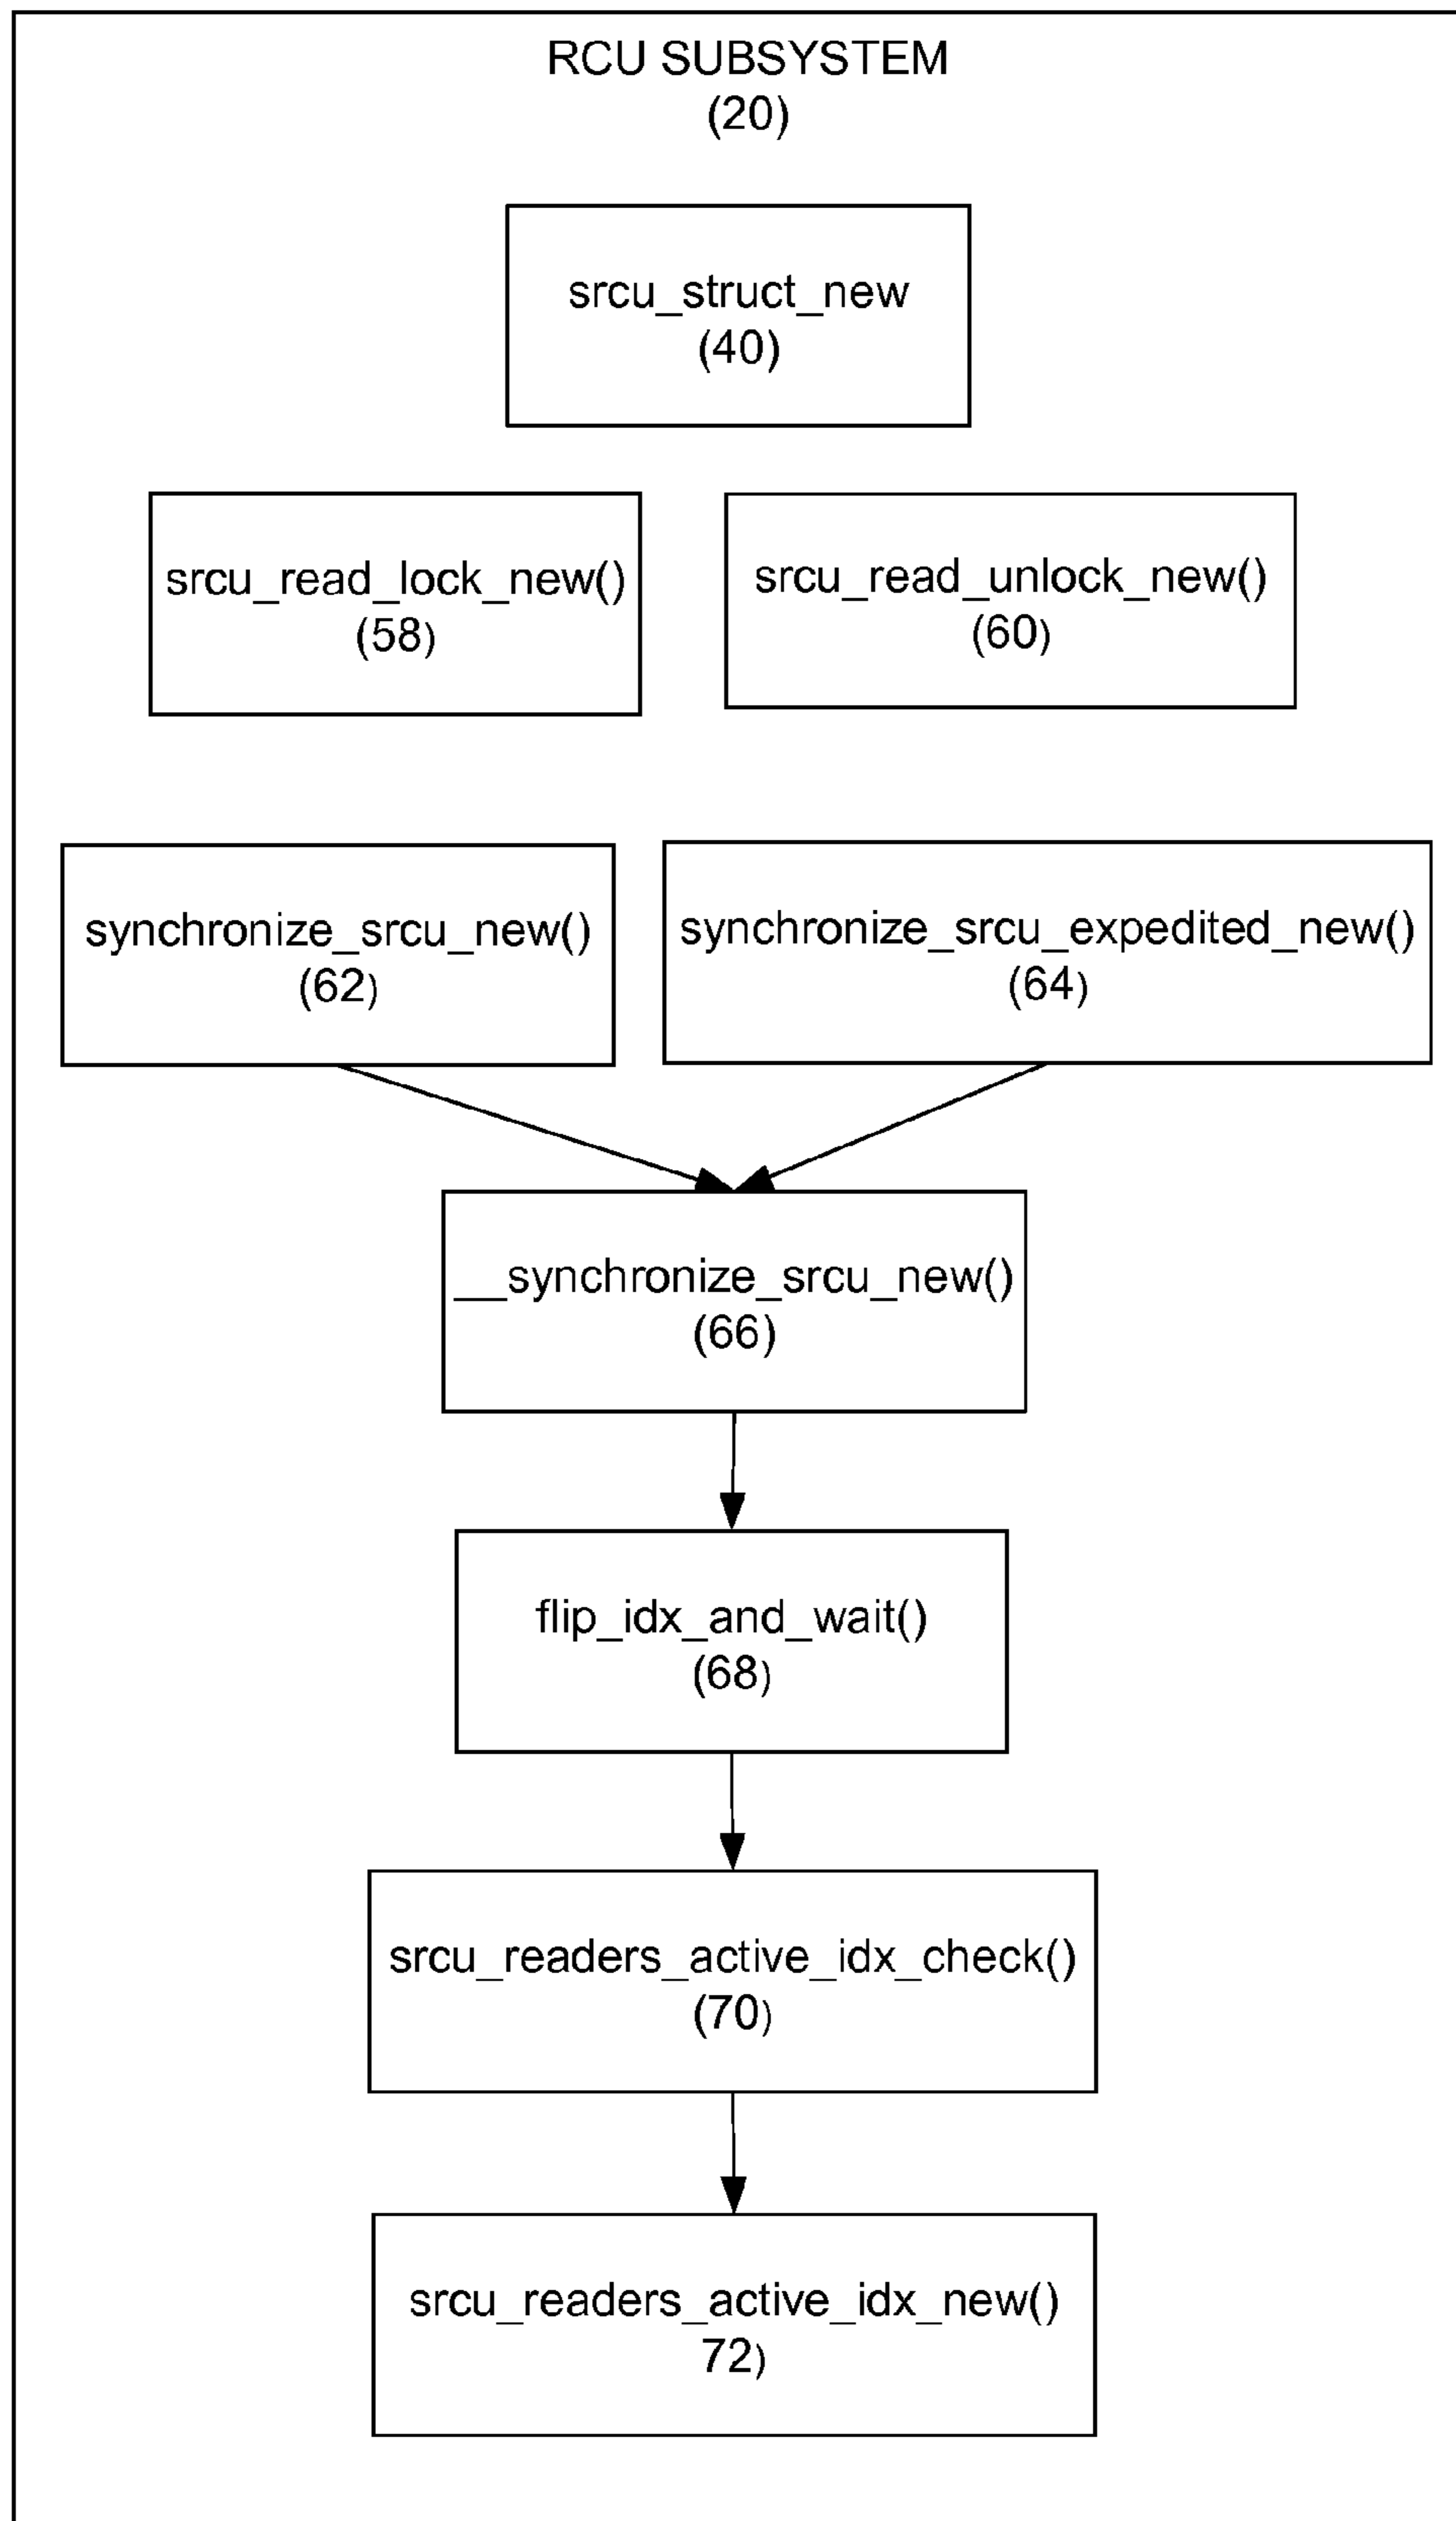 RCU SUBSYSTEM
(20)
srcu_struct_new
(40)
srcu_read_lock_new()
(58)
srcu_read_unlock_new()
(60)
synchronize_srcu_new()
(62)
synchronize_srcu_expedited_new()
(64)
__synchronize_srcu_new()
(66)
flip_idx_and_wait()
(68)
srcu_readers_active_idx_check()
(70)
srcu_readers_active_idx_new()
72)